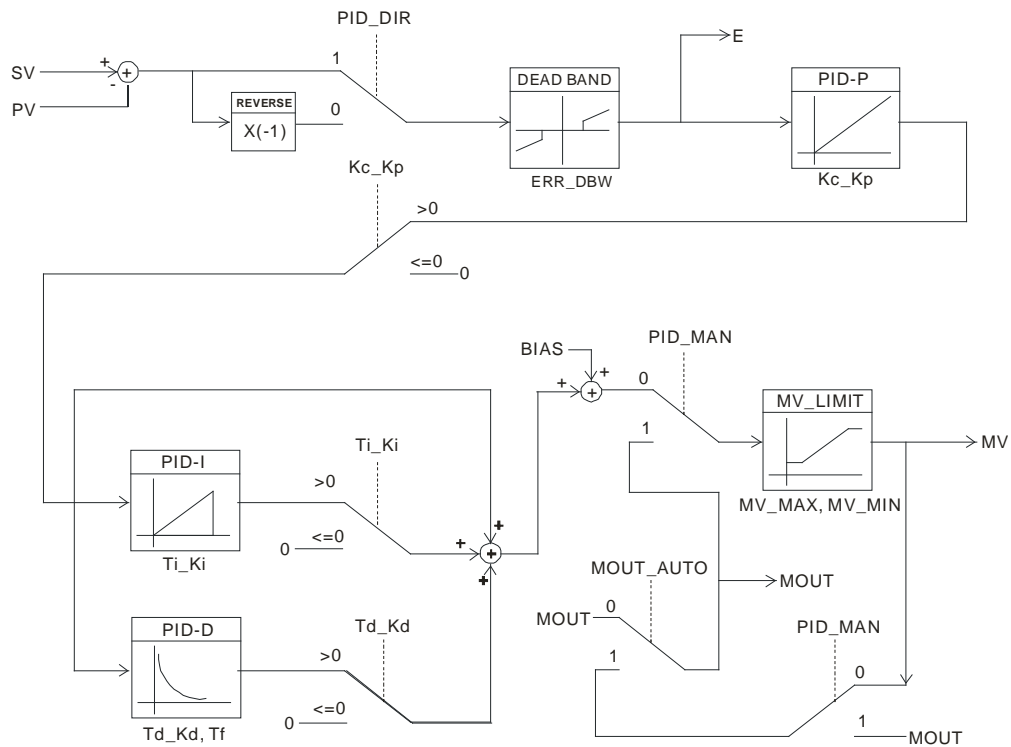 PID_DIR
SV
+
+
-
PV
1
REVERSE
X(-1)
0
DEAD BAND
ERR_DBW
E
PID-P
Kc_Kp
Kc_Kp
>0
<=0
0
BIAS
+
+
+
PID_MAN
0
1
MV_LIMIT
MV_MAX, MV_MIN
MV
PID-I
Ti_Ki
Ti_Ki
>0
0
<=0
+
+
+
+
MOUT_AUTO
MOUT
0
1
MOUT
PID-D
Td_Kd, Tf
Td_Kd
>0
0
<=0
PID_MAN
0
1
MOUT